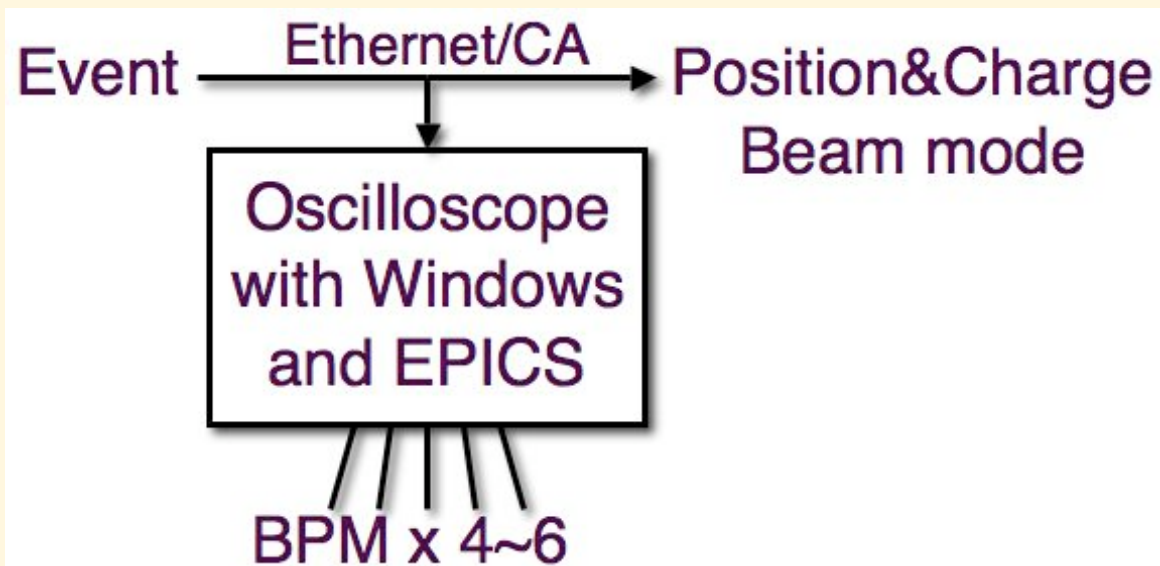 Ethernet/CA
Event
Position&Charge
Beam mode
Oscilloscope
with Windows
and EPICS
BPM x 4~6